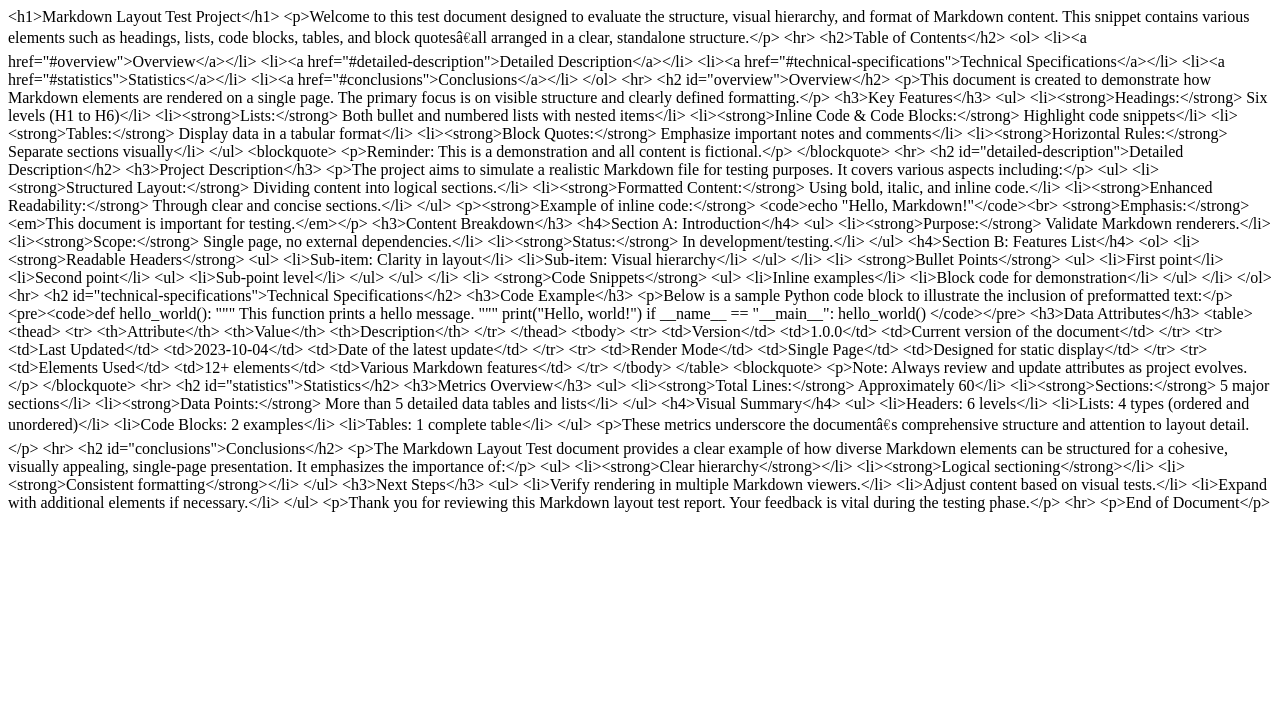 <h1>Markdown Layout Test Project</h1> <p>Welcome to this test document designed to evaluate the structure, visual hierarchy, and format of Markdown content. This snippet contains various
elements such as headings, lists, code blocks, tables, and block quotesâ€all arranged in a clear, standalone structure.</p> <hr> <h2>Table of Contents</h2> <ol> <li><a
href="#overview">Overview</a></li> <li><a href="#detailed-description">Detailed Description</a></li> <li><a href="#technical-specifications">Technical Specifications</a></li> <li><a
href="#statistics">Statistics</a></li> <li><a href="#conclusions">Conclusions</a></li> </ol> <hr> <h2 id="overview">Overview</h2> <p>This document is created to demonstrate how
Markdown elements are rendered on a single page. The primary focus is on visible structure and clearly defined formatting.</p> <h3>Key Features</h3> <ul> <li><strong>Headings:</strong> Six
levels (H1 to H6)</li> <li><strong>Lists:</strong> Both bullet and numbered lists with nested items</li> <li><strong>Inline Code & Code Blocks:</strong> Highlight code snippets</li> <li>
<strong>Tables:</strong> Display data in a tabular format</li> <li><strong>Block Quotes:</strong> Emphasize important notes and comments</li> <li><strong>Horizontal Rules:</strong>
Separate sections visually</li> </ul> <blockquote> <p>Reminder: This is a demonstration and all content is fictional.</p> </blockquote> <hr> <h2 id="detailed-description">Detailed
Description</h2> <h3>Project Description</h3> <p>The project aims to simulate a realistic Markdown file for testing purposes. It covers various aspects including:</p> <ul> <li>
<strong>Structured Layout:</strong> Dividing content into logical sections.</li> <li><strong>Formatted Content:</strong> Using bold, italic, and inline code.</li> <li><strong>Enhanced
Readability:</strong> Through clear and concise sections.</li> </ul> <p><strong>Example of inline code:</strong> <code>echo "Hello, Markdown!"</code><br> <strong>Emphasis:</strong>
<em>This document is important for testing.</em></p> <h3>Content Breakdown</h3> <h4>Section A: Introduction</h4> <ul> <li><strong>Purpose:</strong> Validate Markdown renderers.</li>
<li><strong>Scope:</strong> Single page, no external dependencies.</li> <li><strong>Status:</strong> In development/testing.</li> </ul> <h4>Section B: Features List</h4> <ol> <li>
<strong>Readable Headers</strong> <ul> <li>Sub-item: Clarity in layout</li> <li>Sub-item: Visual hierarchy</li> </ul> </li> <li> <strong>Bullet Points</strong> <ul> <li>First point</li>
<li>Second point</li> <ul> <li>Sub-point level</li> </ul> </ul> </li> <li> <strong>Code Snippets</strong> <ul> <li>Inline examples</li> <li>Block code for demonstration</li> </ul> </li> </ol>
<hr> <h2 id="technical-specifications">Technical Specifications</h2> <h3>Code Example</h3> <p>Below is a sample Python code block to illustrate the inclusion of preformatted text:</p>
<pre><code>def hello_world(): """ This function prints a hello message. """ print("Hello, world!") if __name__ == "__main__": hello_world() </code></pre> <h3>Data Attributes</h3> <table>
<thead> <tr> <th>Attribute</th> <th>Value</th> <th>Description</th> </tr> </thead> <tbody> <tr> <td>Version</td> <td>1.0.0</td> <td>Current version of the document</td> </tr> <tr>
<td>Last Updated</td> <td>2023-10-04</td> <td>Date of the latest update</td> </tr> <tr> <td>Render Mode</td> <td>Single Page</td> <td>Designed for static display</td> </tr> <tr>
<td>Elements Used</td> <td>12+ elements</td> <td>Various Markdown features</td> </tr> </tbody> </table> <blockquote> <p>Note: Always review and update attributes as project evolves.
</p> </blockquote> <hr> <h2 id="statistics">Statistics</h2> <h3>Metrics Overview</h3> <ul> <li><strong>Total Lines:</strong> Approximately 60</li> <li><strong>Sections:</strong> 5 major
sections</li> <li><strong>Data Points:</strong> More than 5 detailed data tables and lists</li> </ul> <h4>Visual Summary</h4> <ul> <li>Headers: 6 levels</li> <li>Lists: 4 types (ordered and
unordered)</li> <li>Code Blocks: 2 examples</li> <li>Tables: 1 complete table</li> </ul> <p>These metrics underscore the documentâ€s comprehensive structure and attention to layout detail.
</p> <hr> <h2 id="conclusions">Conclusions</h2> <p>The Markdown Layout Test document provides a clear example of how diverse Markdown elements can be structured for a cohesive,
visually appealing, single-page presentation. It emphasizes the importance of:</p> <ul> <li><strong>Clear hierarchy</strong></li> <li><strong>Logical sectioning</strong></li> <li>
<strong>Consistent formatting</strong></li> </ul> <h3>Next Steps</h3> <ul> <li>Verify rendering in multiple Markdown viewers.</li> <li>Adjust content based on visual tests.</li> <li>Expand
with additional elements if necessary.</li> </ul> <p>Thank you for reviewing this Markdown layout test report. Your feedback is vital during the testing phase.</p> <hr> <p>End of Document</p>